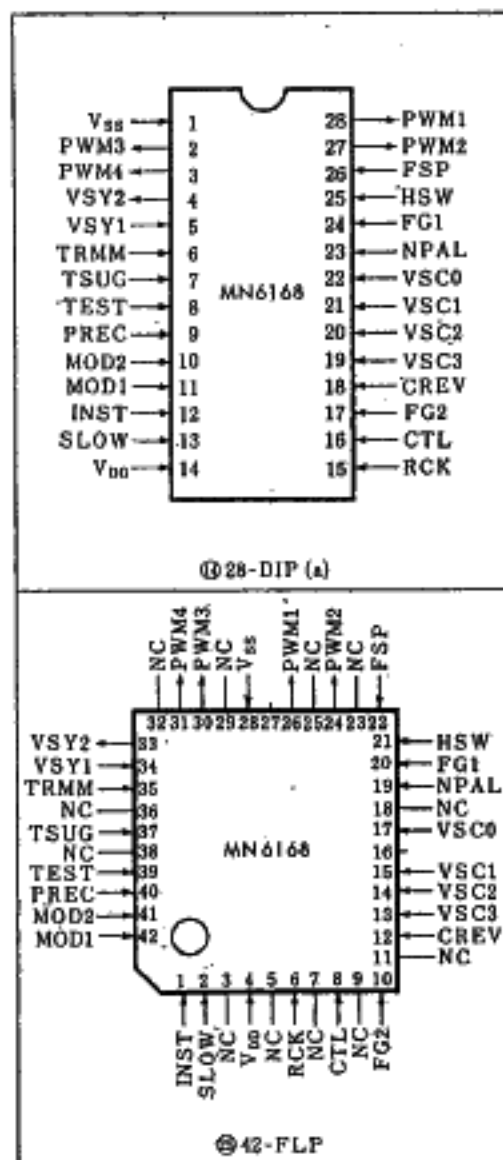 VSS 1 28 PWM1
PWM3 2 27 PWM2
PWM4 3 26 FSP
VSY2 4 25 HSW
VSY1 5 24 FG1
TRMM 6 23 NPAL
TSUG 7 22 VSC0
TEST 8 MN6168 21 VSC1
PREC 9 20 VSC2
MOD2 10 19 VSC3
MOD1 11 18 CREV
INST 12 17 FG2
SLOW 13 16 CTL
VDD 14 15 RCK
⑭ 28-DIP (a)
NC PWM4 PWM3 NC VSS PWM1 NC PWM2 NC FSP
32 31 30 29 28 27 26 25 24 23 22
VSY2 33 21 HSW
VSY1 34 20 FG1
TRMM 35 19 NPAL
NC 36 18 NC
TSUG 37 17 VSC0
NC 38 MN6168 16
TEST 39 15 VSC1
PREC 40 14 VSC2
MOD2 41 13 VSC3
MOD1 42 12 CREV
11 NC
1 2 3 4 5 6 7 8 9 10
INST SLOW NC VDD NC RCK NC CTL NC FG2
42-FLP